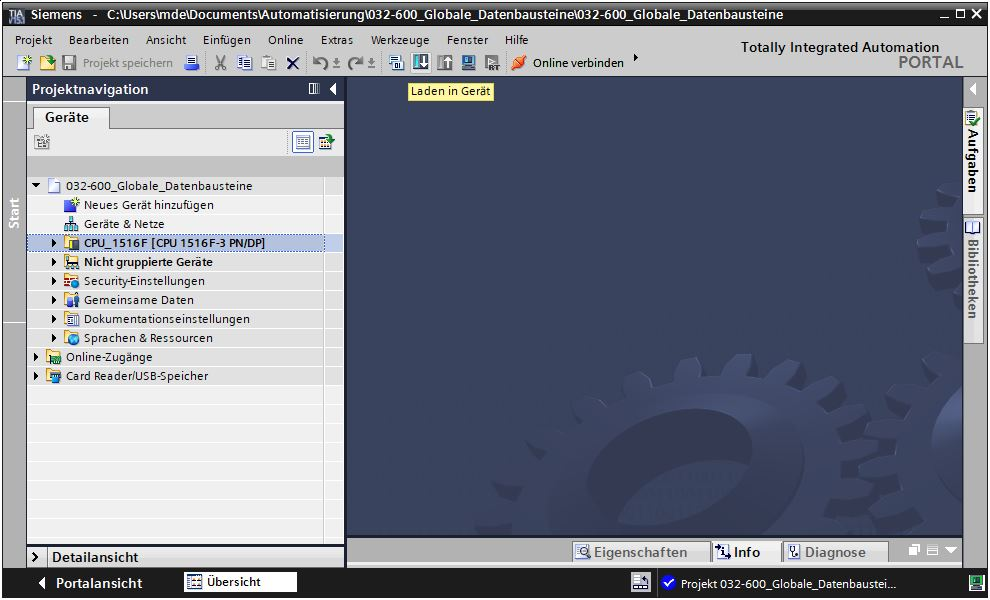 Siemens - C:\Users\mde\Documents\Automatisierung\032-600_Globale_Datenbausteine\032-600_Globale_Datenbausteine
Projekt Bearbeiten Ansicht Einfügen Online Extras Werkzeuge Fenster Hilfe
Totally Integrated Automation
PORTAL
Projekt speichern
Online verbinden
Laden in Gerät
Projektnavigation
Geräte
Start
032-600_Globale_Datenbausteine
Neues Gerät hinzufügen
Geräte & Netze
CPU_1516F [CPU 1516F-3 PN/DP]
Nicht gruppierte Geräte
Security-Einstellungen
Gemeinsame Daten
Dokumentationseinstellungen
Sprachen & Ressourcen
Online-Zugänge
Card Reader/USB-Speicher
Aufgaben
Bibliotheken
Eigenschaften Info Diagnose
Detailansicht
Portalansicht Übersicht Projekt 032-600_Globale_Datenbaustei...